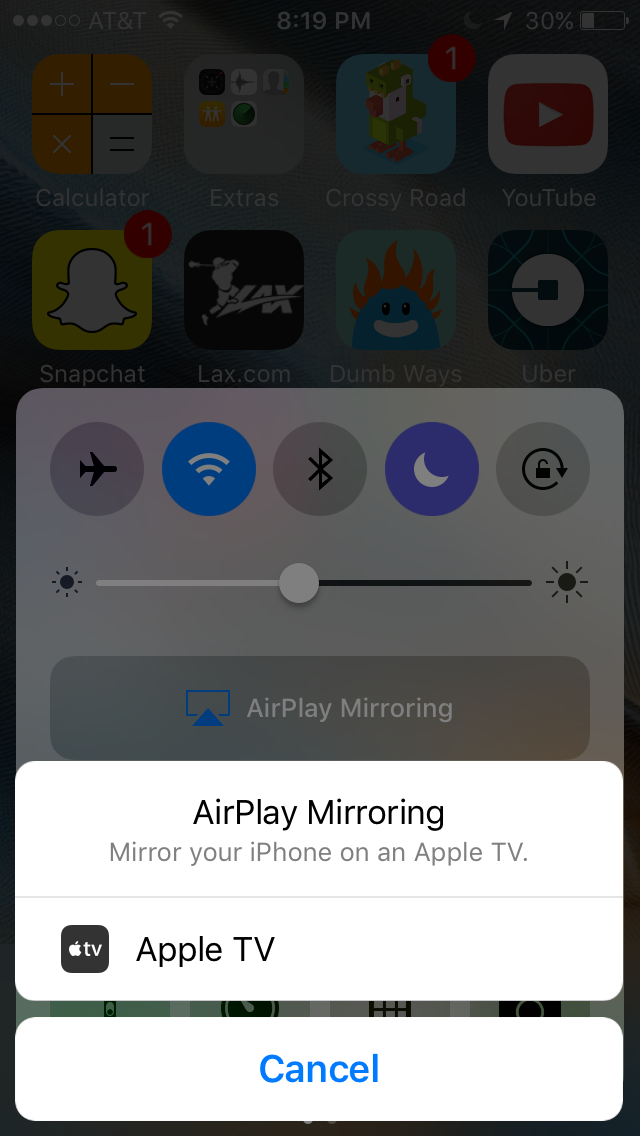 AT&T 8:19 PM 30%
1
Calculator Extras Crossy Road YouTube
1
LAX
Snapchat Lax.com Dumb Ways Uber
AirPlay Mirroring
AirPlay Mirroring
Mirror your iPhone on an Apple TV.
tv Apple TV
Cancel